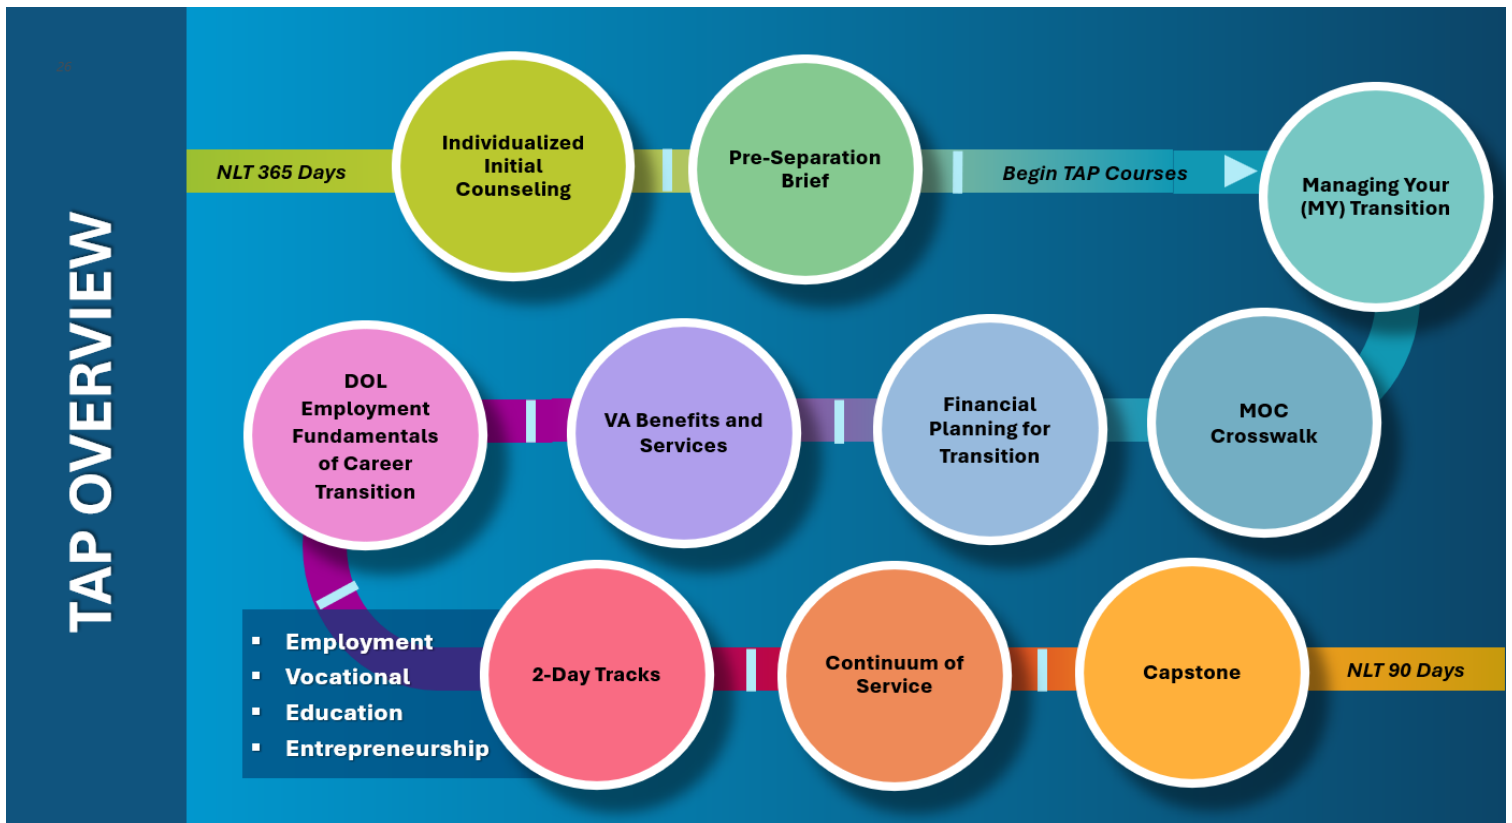 26
TAP OVERVIEW
NLT 365 Days
Individualized
Initial
Counseling
Pre-Separation
Brief
Begin TAP Courses
Managing Your
(MY) Transition
DOL
Employment
Fundamentals
of Career
Transition
VA Benefits and
Services
Financial
Planning for
Transition
MOC
Crosswalk
▪ Employment
▪ Vocational
▪ Education
▪ Entrepreneurship
2-Day Tracks
Continuum of
Service
Capstone
NLT 90 Days